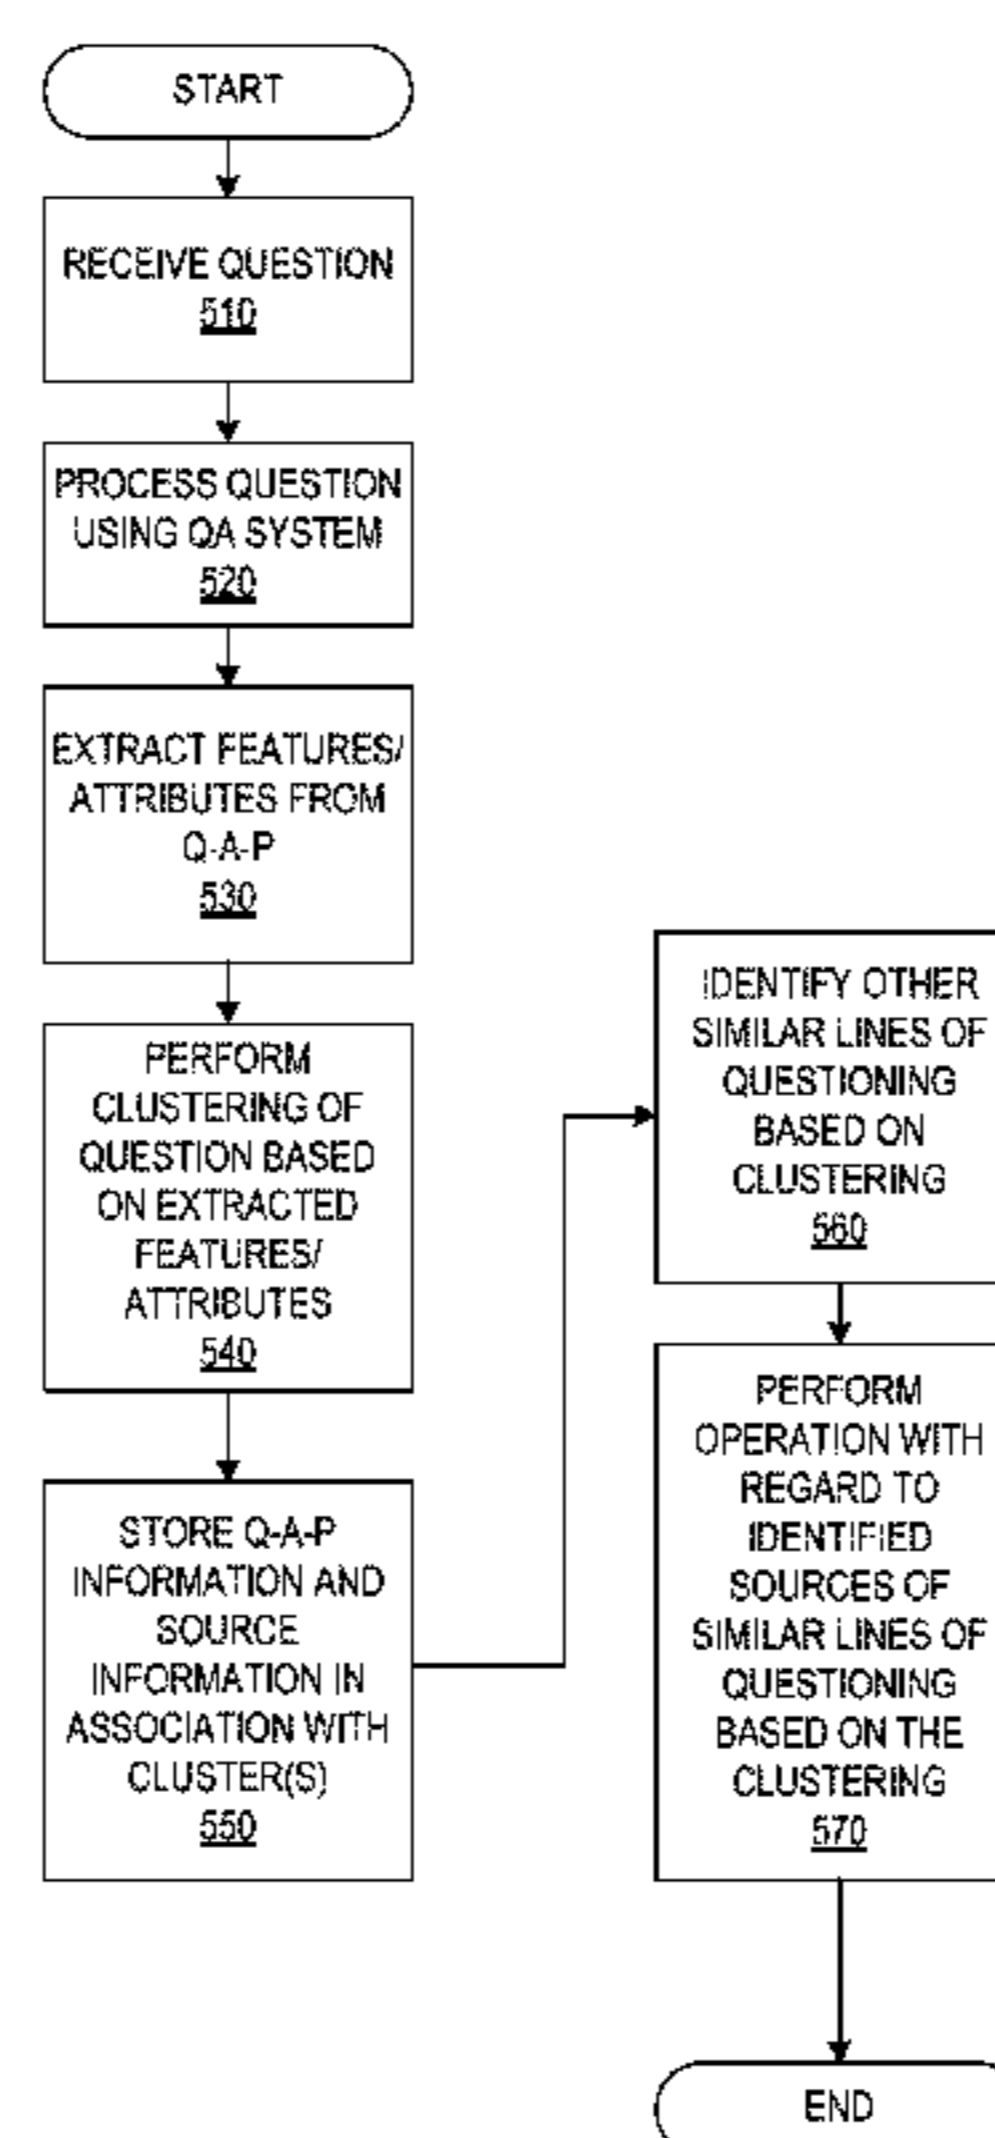 START
RECEIVE QUESTION
510
PROCESS QUESTION
USING QA SYSTEM
520
EXTRACT FEATURES/
ATTRIBUTES FROM
Q-A-P
530
PERFORM
CLUSTERING OF
QUESTION BASED
ON EXTRACTED
FEATURES/
ATTRIBUTES
540
STORE Q-A-P
INFORMATION AND
SOURCE
INFORMATION IN
ASSOCIATION WITH
CLUSTER(S)
550
IDENTIFY OTHER
SIMILAR LINES OF
QUESTIONING
BASED ON
CLUSTERING
560
PERFORM
OPERATION WITH
REGARD TO
IDENTIFIED
SOURCES OF
SIMILAR LINES OF
QUESTIONING
BASED ON THE
CLUSTERING
570
END